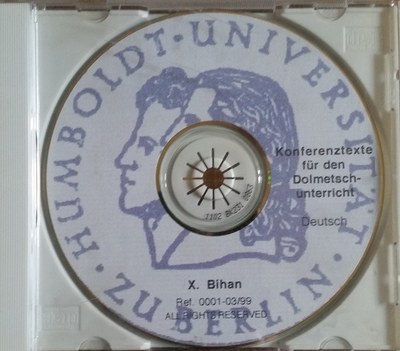 HUMBOLDT · UNIVERSITÄT · ZU BERLIN ·
Konferenztexte
für den
Dolmetsch-
unterricht
Deutsch
X. Bihan
Ref. 0001-03/99
ALL RIGHTS RESERVED